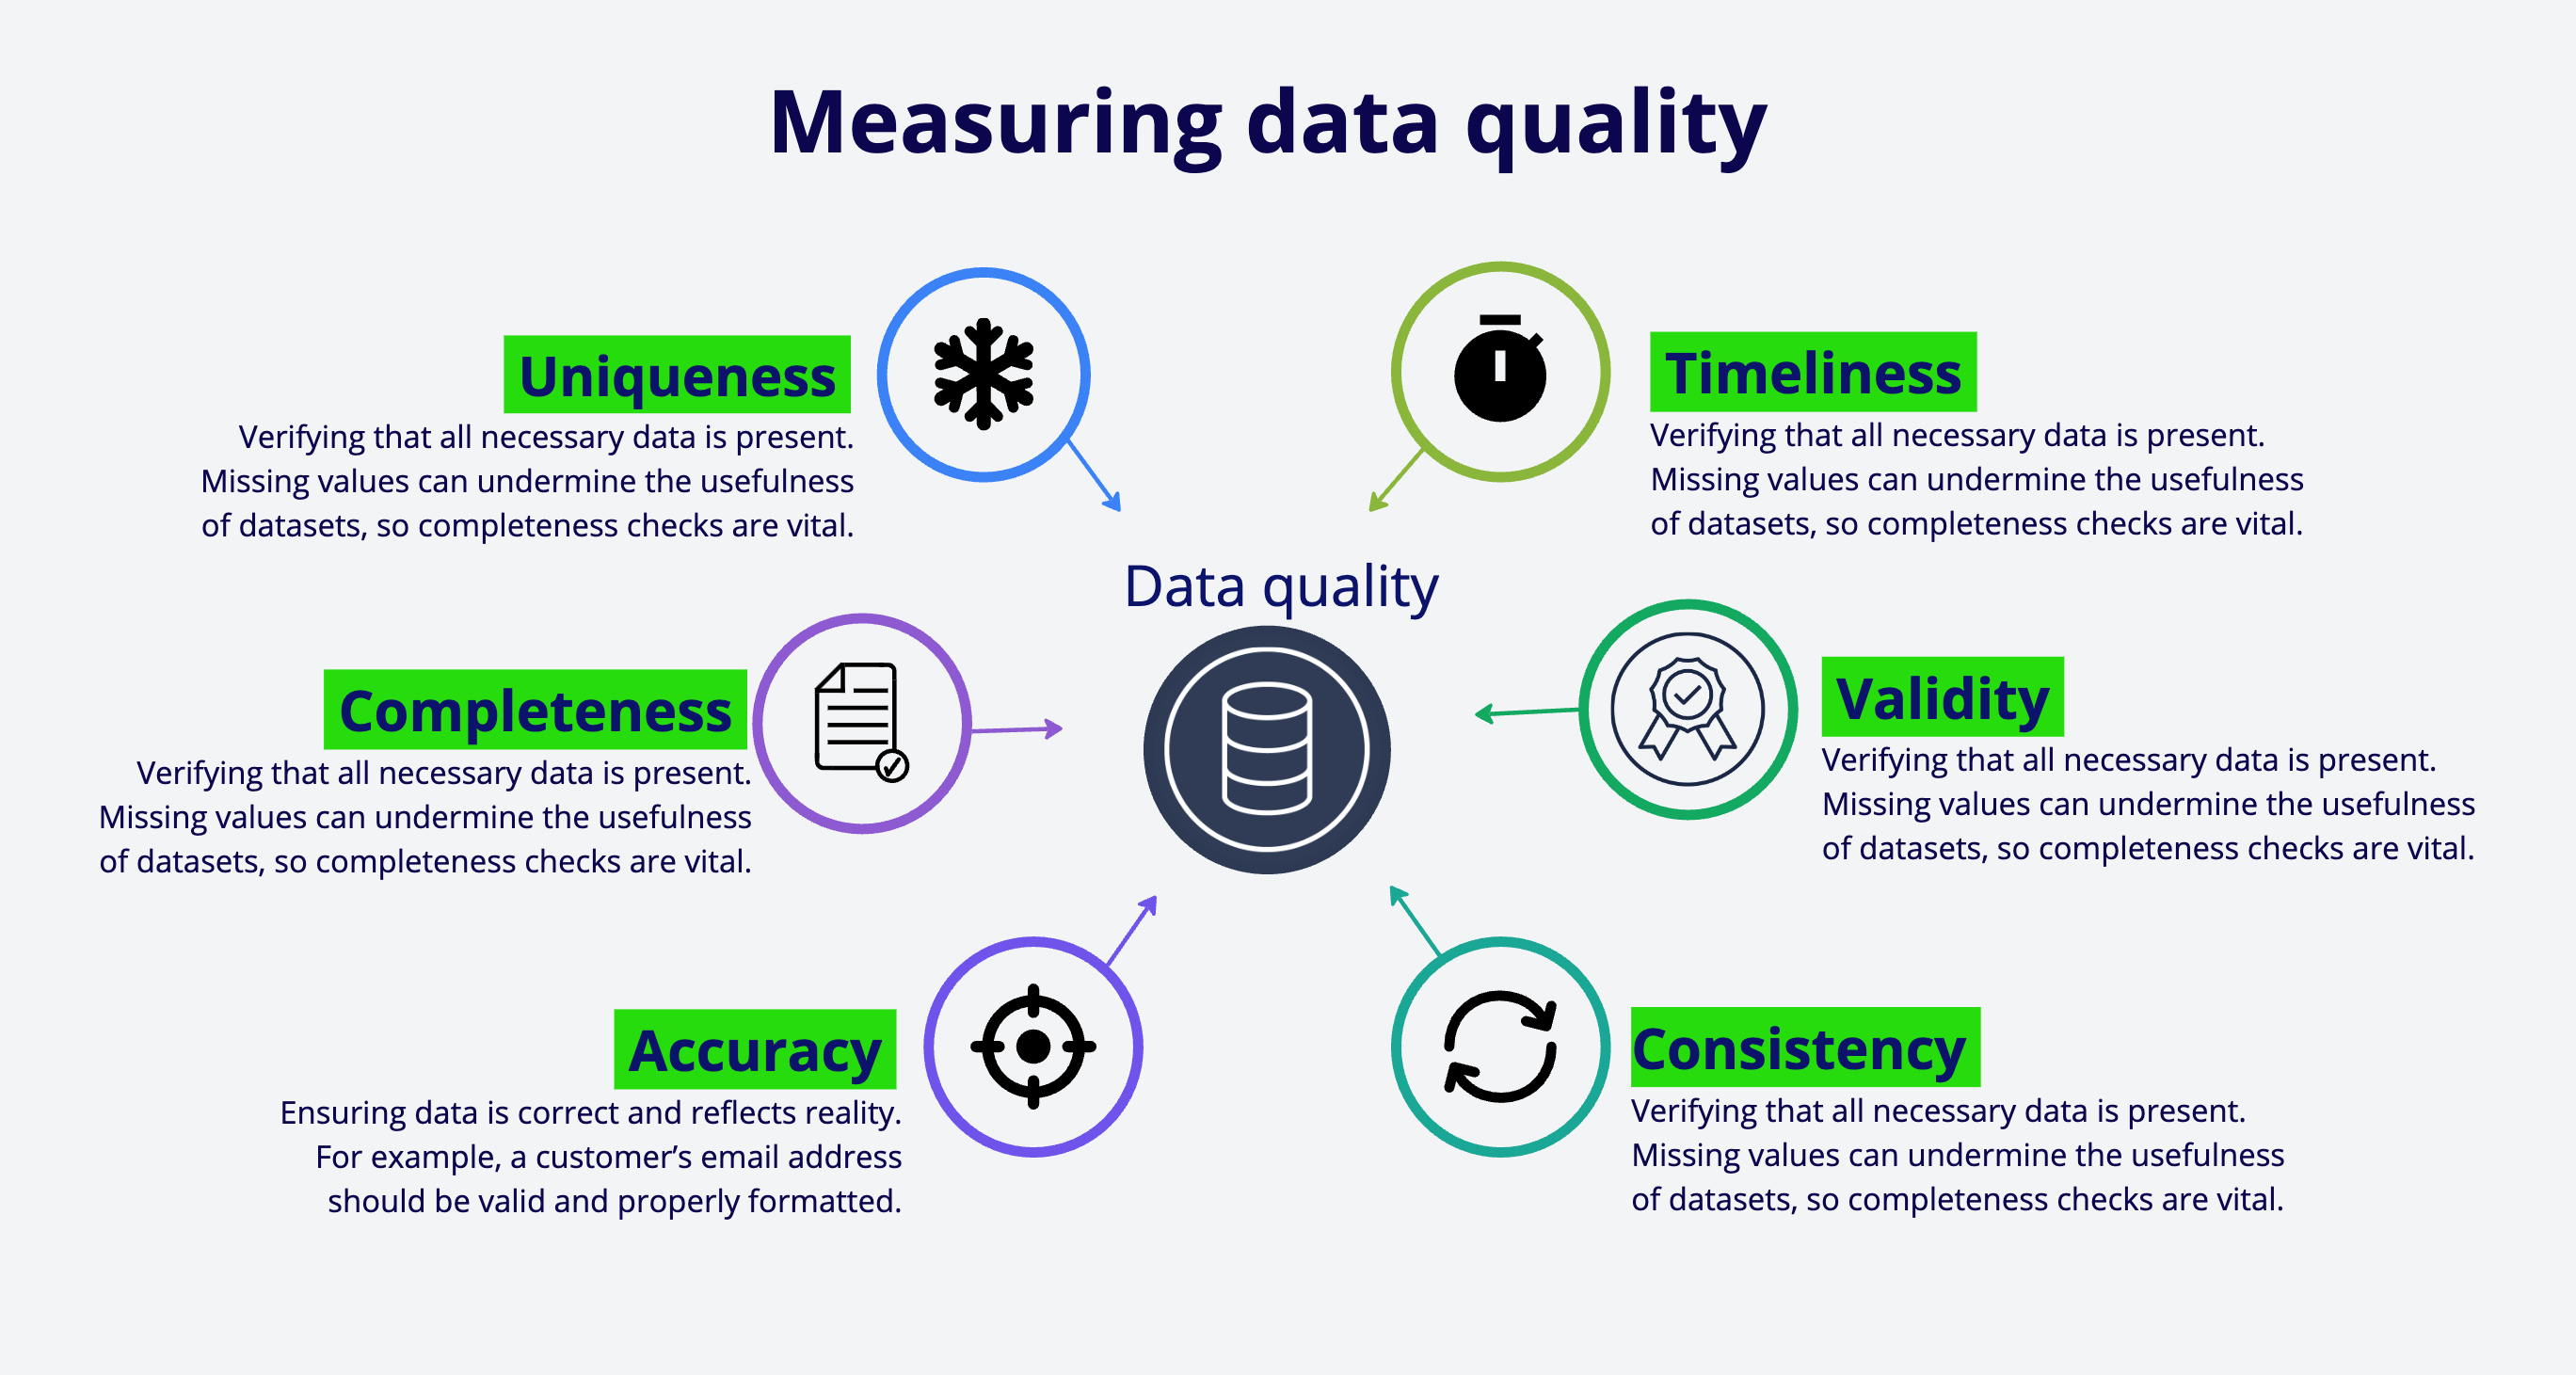 Measuring data quality
Uniqueness
Verifying that all necessary data is present.
Missing values can undermine the usefulness
of datasets, so completeness checks are vital.
Timeliness
Verifying that all necessary data is present.
Missing values can undermine the usefulness
of datasets, so completeness checks are vital.
Data quality
Completeness
Verifying that all necessary data is present.
Missing values can undermine the usefulness
of datasets, so completeness checks are vital.
Validity
Verifying that all necessary data is present.
Missing values can undermine the usefulness
of datasets, so completeness checks are vital.
Accuracy
Ensuring data is correct and reflects reality.
For example, a customer’s email address
should be valid and properly formatted.
Consistency
Verifying that all necessary data is present.
Missing values can undermine the usefulness
of datasets, so completeness checks are vital.